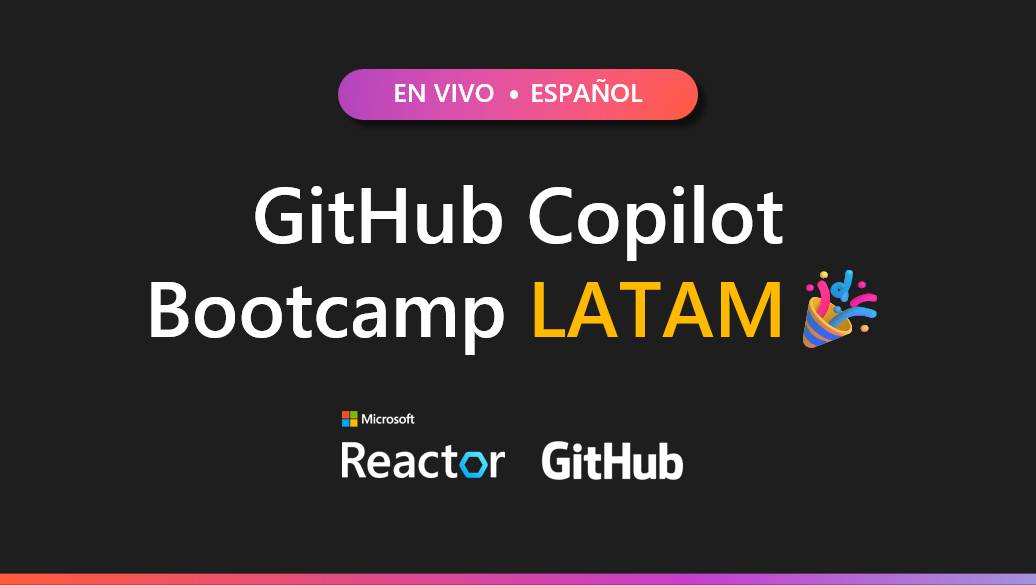 EN VIVO • ESPAÑOL
GitHub Copilot
Bootcamp LATAM
Microsoft
Reactor GitHub